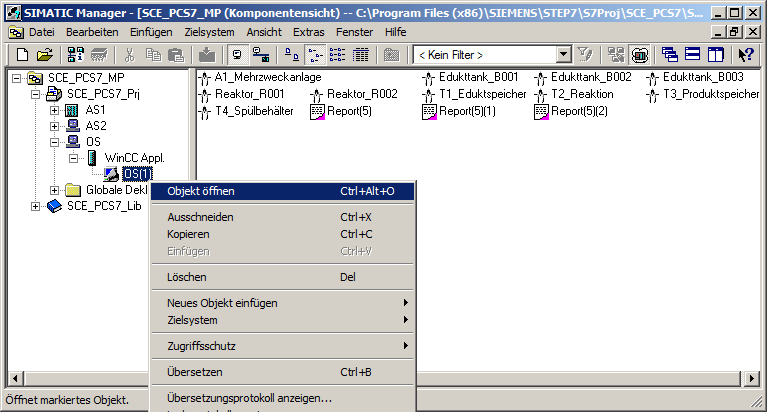 SIMATIC Manager - [SCE_PCS7_MP (Komponentensicht) -- C:\Program Files (x86)\SIEMENS\STEP7\S7Proj\SCE_PCS7\S...
Datei Bearbeiten Einfügen Zielsystem Ansicht Extras Fenster Hilfe
< Kein Filter >
SCE_PCS7_MP
SCE_PCS7_Prj
AS1
AS2
OS
WinCC Appl.
OS(1)
Globale Dekl
SCE_PCS7_Lib
A1_Mehrzweckanlage Edukttank_B001 Edukttank_B002 Edukttank_B003
Reaktor_R001 Reaktor_R002 T1_Eduktspeicher T2_Reaktion T3_Produktspeicher
T4_Spülbehälter Report(5) Report(5)(1) Report(5)(2)
Objekt öffnen Ctrl+Alt+O
Ausschneiden Ctrl+X
Kopieren Ctrl+C
Einfügen Ctrl+V
Löschen Del
Neues Objekt einfügen
Zielsystem
Zugriffsschutz
Übersetzen Ctrl+B
Übersetzungsprotokoll anzeigen...
Öffnet markiertes Objekt.